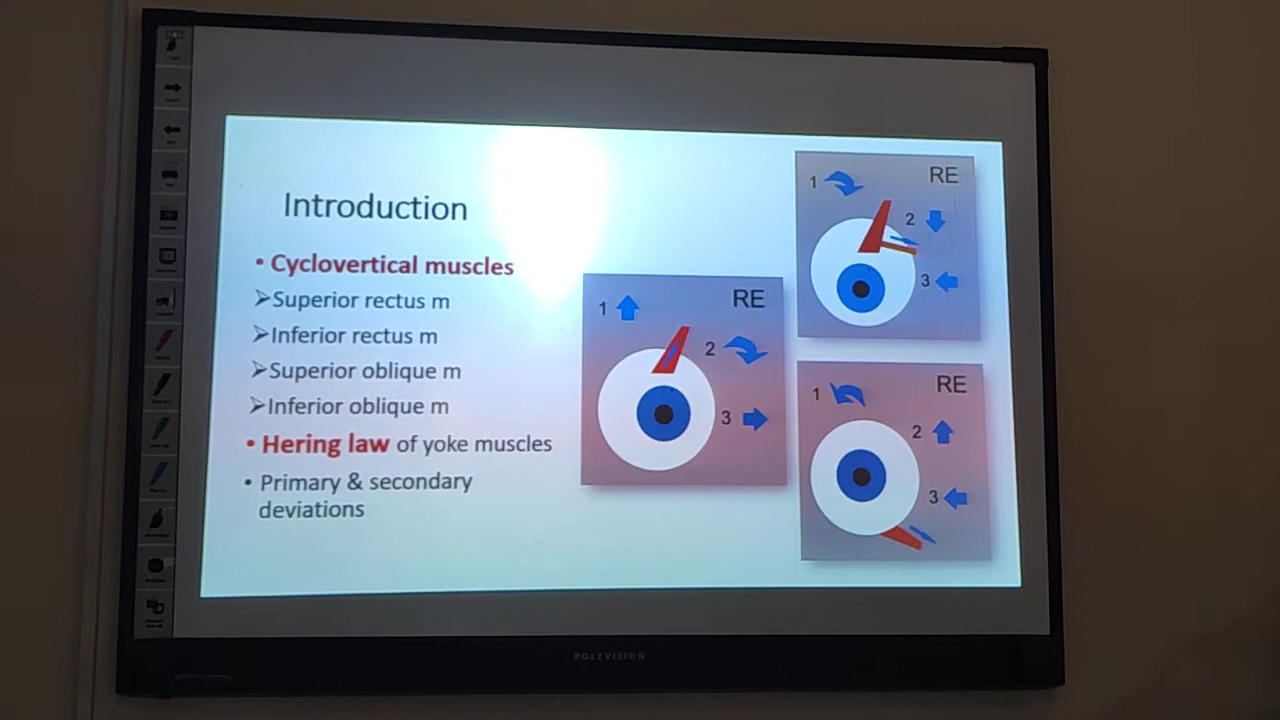 Introduction
• Cyclovertical muscles
➢Superior rectus m
➢Inferior rectus m
➢Superior oblique m
➢Inferior oblique m
• Hering law of yoke muscles
• Primary & secondary
deviations
RE
1
2
3
RE
1
2
3
RE
1
2
3
POLYVISION